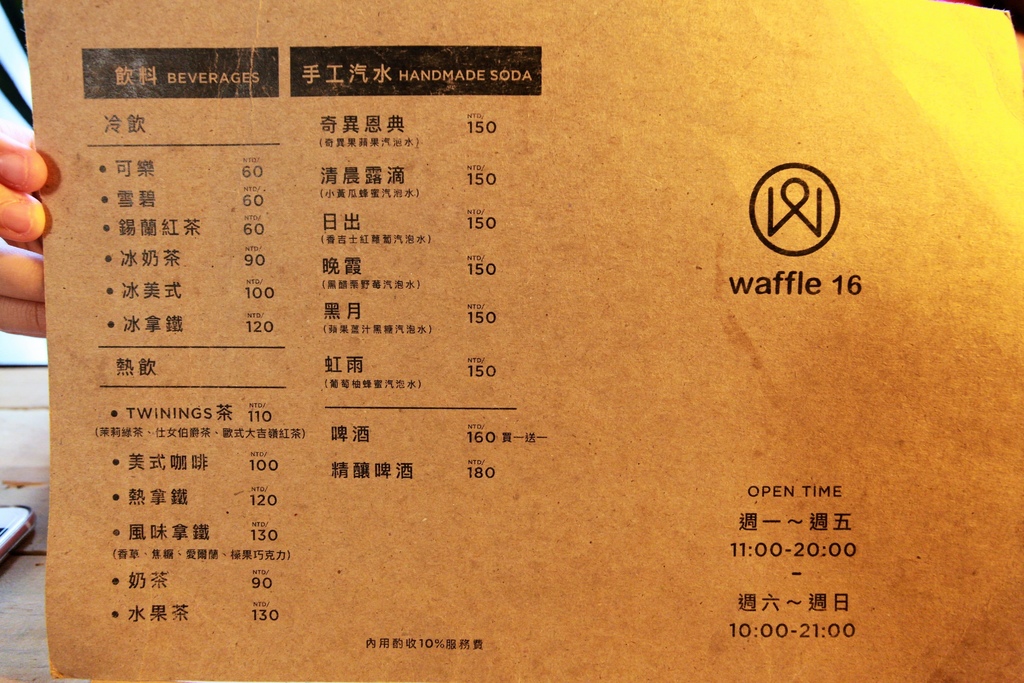 飲料 BEVERAGES
冷飲
• 可樂 NTD/ 60
• 雪碧 NTD/ 60
• 錫蘭紅茶 NTD/ 60
• 冰奶茶 NTD/ 90
• 冰美式 NTD/ 100
• 冰拿鐵 NTD/ 120
熱飲
• TWININGS茶 NTD/ 110
(茉莉綠茶、仕女伯爵茶、歐式大吉嶺紅茶)
• 美式咖啡 NTD/ 100
• 熱拿鐵 NTD/ 120
• 風味拿鐵 NTD/ 130
(香草、焦糖、愛爾蘭、榛果巧克力)
• 奶茶 NTD/ 90
• 水果茶 NTD/ 130
手工汽水 HANDMADE SODA
奇異恩典 NTD/ 150
(奇異果蘋果汽泡水)
清晨露滴 NTD/ 150
(小黃瓜蜂蜜汽泡水)
日出 NTD/ 150
(香吉士紅蘿蔔汽泡水)
晚霞 NTD/ 150
(黑醋栗野莓汽泡水)
黑月 NTD/ 150
(蘋果薑汁黑糖汽泡水)
虹雨 NTD/ 150
(葡萄柚蜂蜜汽泡水)
啤酒 NTD/ 160 買一送一
精釀啤酒 NTD/ 180
內用酌收10%服務費
waffle 16
OPEN TIME
週一～週五
11:00-20:00
–
週六～週日
10:00-21:00